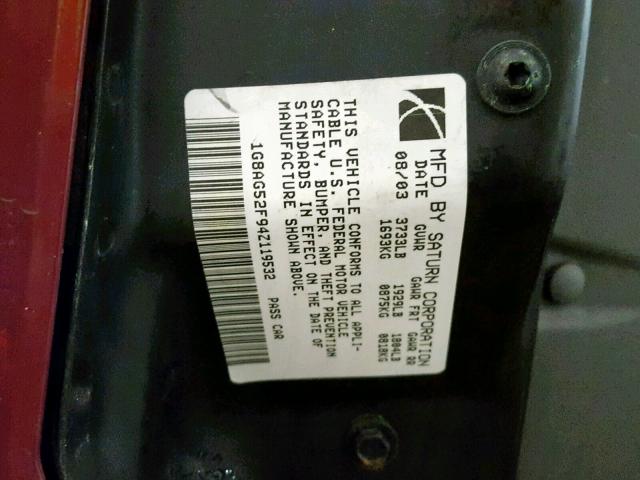 MFD BY SATURN CORPORATION
DATE GVWR GAWR FRT GAWR RR
08/03 3733LB 1929LB 1804LB
1693KG 0875KG 0818KG
THIS VEHICLE CONFORMS TO ALL APPLI-
CABLE U.S. FEDERAL MOTOR VEHICLE
SAFETY, BUMPER, AND THEFT PREVENTION
STANDARDS IN EFFECT ON THE DATE OF
MANUFACTURE SHOWN ABOVE.
1G8AG52F94Z119532 PASS CAR